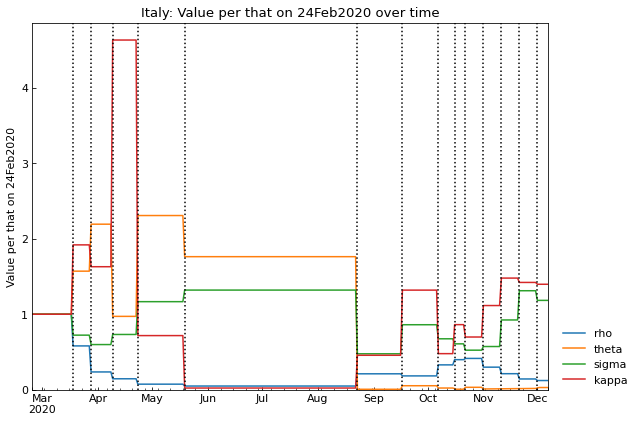 Italy: Value per that on 24Feb2020 over time
Value per that on 24Feb2020
4
3
2
1
0
Mar Apr May Jun Jul Aug Sep Oct Nov Dec
2020
rho
theta
sigma
kappa